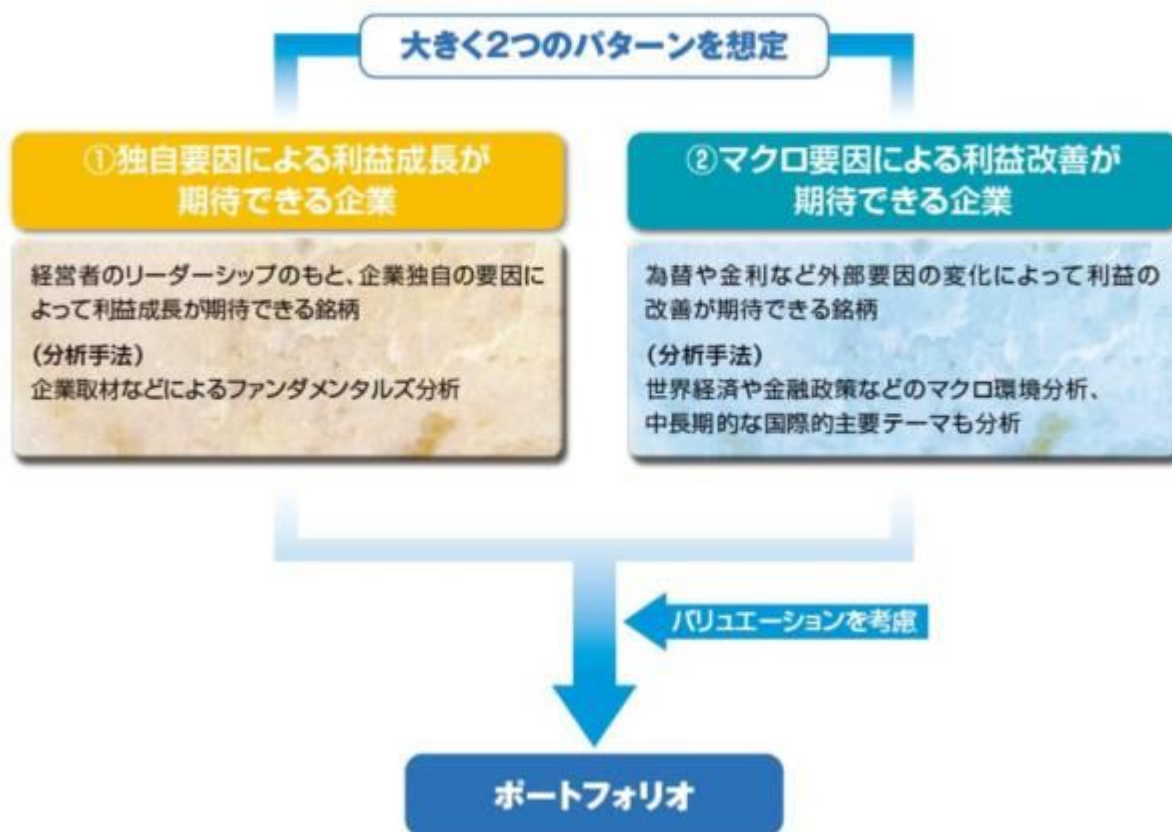 大きく2つのパターンを想定
①独自要因による利益成長が
期待できる企業
経営者のリーダーシップのもと、企業独自の要因に
よって利益成長が期待できる銘柄
(分析手法)
企業取材などによるファンダメンタルズ分析
②マクロ要因による利益改善が
期待できる企業
為替や金利など外部要因の変化によって利益の
改善が期待できる銘柄
(分析手法)
世界経済や金融政策などのマクロ環境分析、
中長期的な国際的主要テーマも分析
バリュエーションを考慮
ポートフォリオ